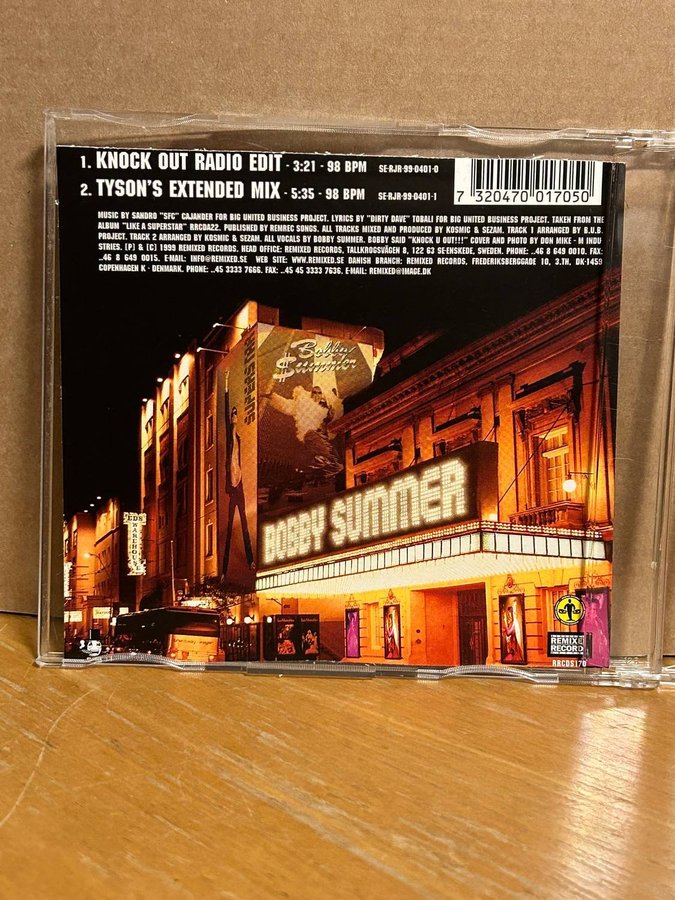 1. KNOCK OUT RADIO EDIT - 3:21 - 98 BPM SE-RJR-99-0401-0
2. TYSON'S EXTENDED MIX - 5:35 - 98 BPM SE-RJR-99-0401-1
7 320470 017050
MUSIC BY SANDRO "SFC" CAJANDER FOR BIG UNITED BUSINESS PROJECT. LYRICS BY "DIRTY DAVE" TOBALI FOR BIG UNITED BUSINESS PROJECT. TAKEN FROM THE
ALBUM "LIKE A SUPERSTAR" RRCDA22. PUBLISHED BY REMREC SONGS. ALL TRACKS MIXED AND PRODUCED BY KOSMIC & SEZAM. TRACK 1 ARRANGED BY B.U.B.
PROJECT. TRACK 2 ARRANGED BY KOSMIC & SEZAM. ALL VOCALS BY BOBBY SUMMER. BOBBY SAID "KNOCK U OUT!!!" COVER AND PHOTO BY DON MIKE - M INDU
STRIES. [P] & [C] 1999 REMIXED RECORDS. HEAD OFFICE: REMIXED RECORDS, TALLKROGSVÄGEN 8, 122 63 SE-ENSKEDE, SWEDEN. PHONE: ..46 8 649 0010. FAX:
..46 8 649 0015. E-MAIL: INFO@REMIXED.SE WEB SITE: WWW.REMIXED.SE DANISH BRANCH: REMIXED RECORDS, FREDERIKSBERGGADE 10, 3.TH, DK-1459
COPENHAGEN K - DENMARK. PHONE: ..45 3333 7666. FAX: ..45 45 3333 7636. E-MAIL: REMIXED@IMAGE.DK
Bobby
$ummer
SUPERSTAR
BOBBY SUMMER
WAREHOUSE
REMIXED
RECORDS
RRCDS170